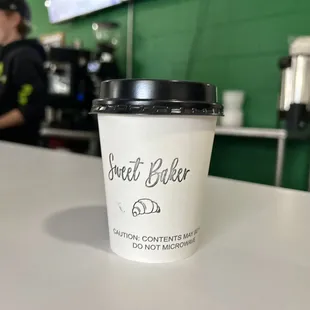 Sweet Baker
CAUTION: CONTENTS MAY
DO NOT MICROWAVE